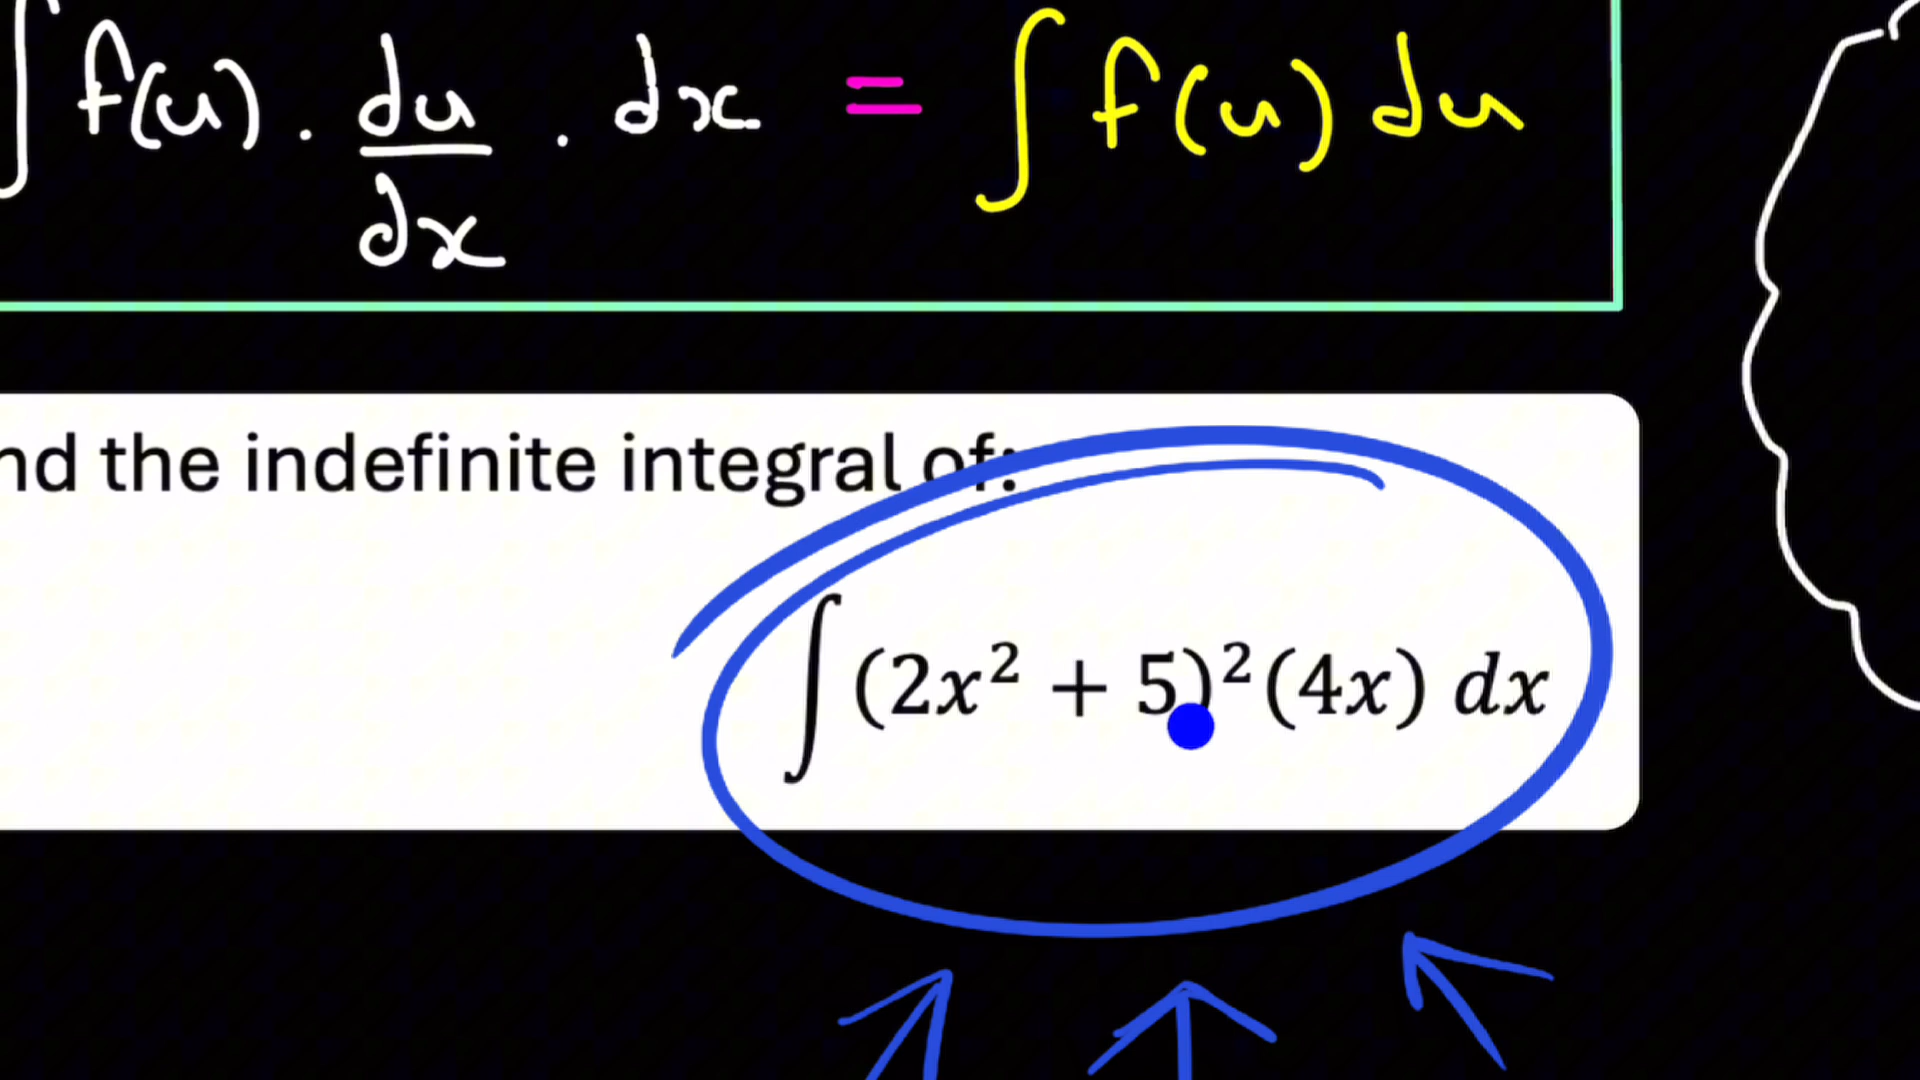 ∫ f(u) . du/dx . dx = ∫ f(u) du
nd the indefinite integral of:
∫ (2x² + 5)² (4x) dx